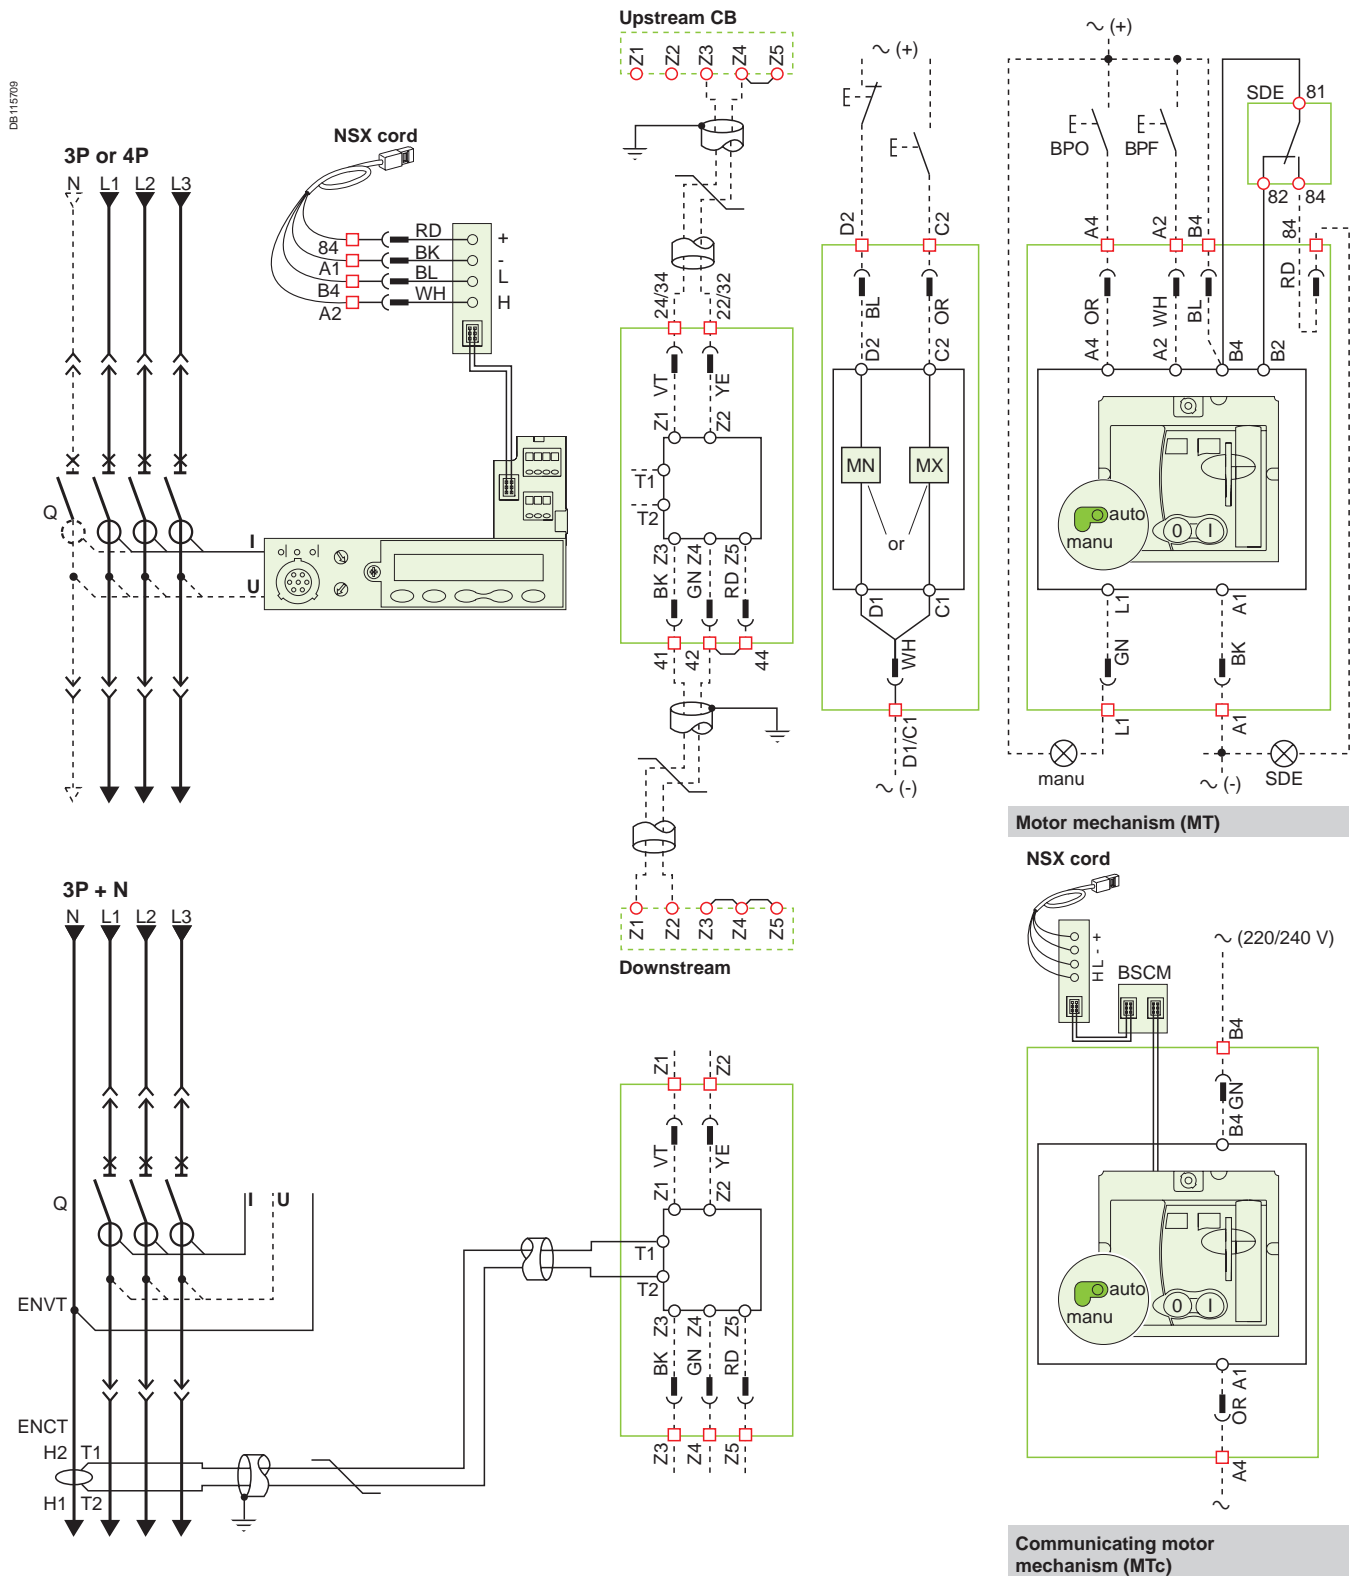 DB115709
3P or 4P
N L1 L2 L3
Q
I
U
NSX cord
84 RD +
A1 BK -
B4 BL L
A2 WH H
Upstream CB
Z1 Z2 Z3 Z4 Z5
24/34 22/32
VT YE
Z1 Z2
T1
T2
Z3 Z4 Z5
BK GN RD
41 42 44
Z1 Z2 Z3 Z4 Z5
Downstream
~ (+)
D2 C2
BL OR
D2 C2
MN MX
or
D1 C1
WH
D1/C1
~ (-)
~ (+)
BPO BPF
SDE 81
82 84
A4 A2 B4 84
OR WH BL RD
A4 A2 B4 B2
auto
manu
0 I
L1 A1
GN BK
L1 A1
manu
~ (-)
SDE
Motor mechanism (MT)
3P + N
N L1 L2 L3
Q
I U
ENVT
ENCT
H2 T1
H1 T2
Z1 Z2
VT YE
Z1 Z2
T1
T2
Z3 Z4 Z5
BK GN RD
Z3 Z4 Z5
NSX cord
H L - +
BSCM
~ (220/240 V)
B4
GN
B4
auto
manu
0 I
A1
OR
A4
~
Communicating motor
mechanism (MTc)